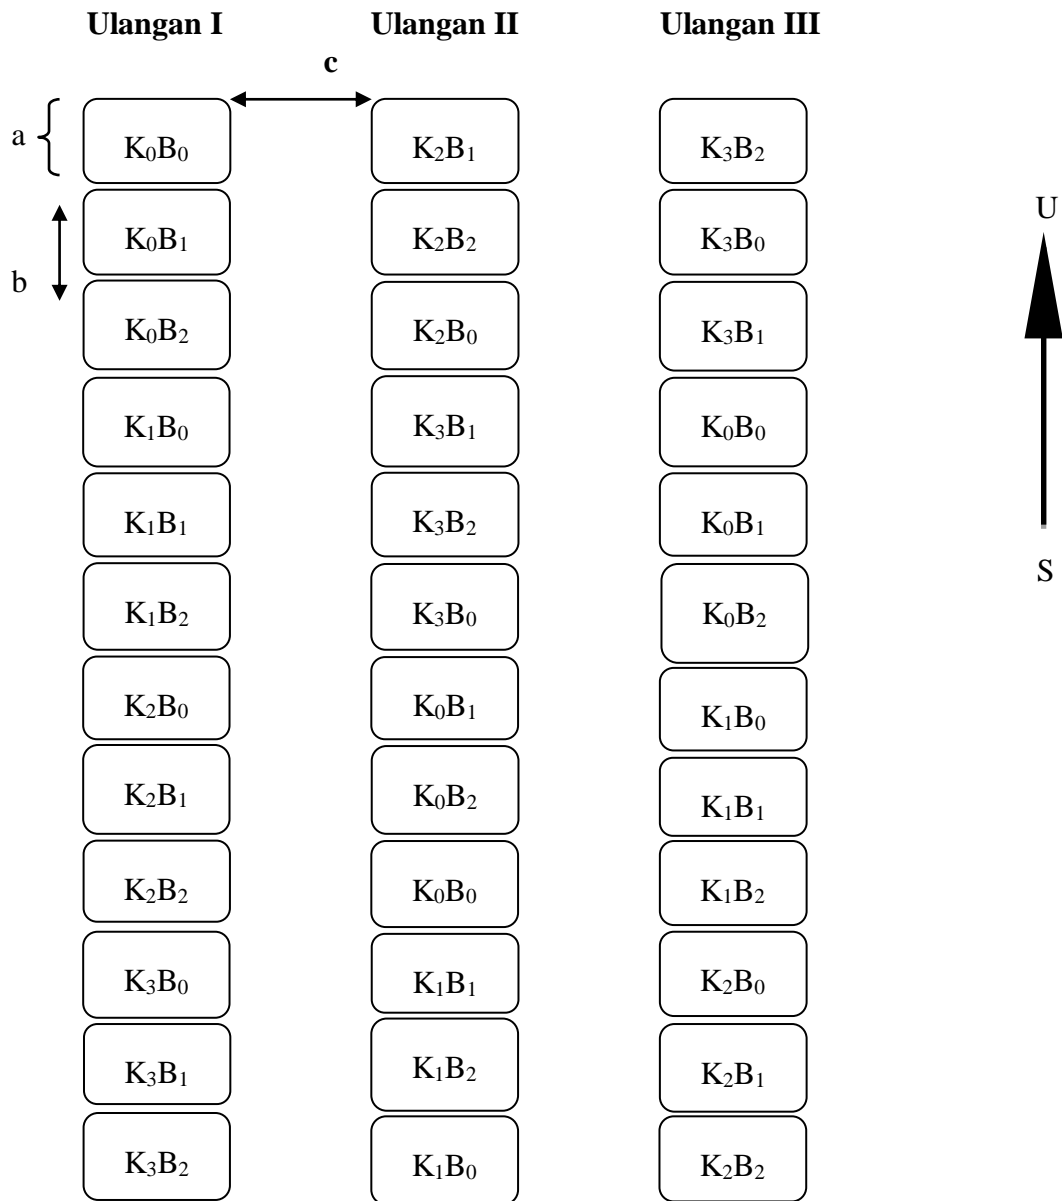 Ulangan I Ulangan II Ulangan III
c
a K₀B₀ K₂B₁ K₃B₂
K₀B₁ K₂B₂ K₃B₀ U
b
K₀B₂ K₂B₀ K₃B₁
K₁B₀ K₃B₁ K₀B₀
K₁B₁ K₃B₂ K₀B₁
S
K₁B₂ K₃B₀ K₀B₂
K₂B₀ K₀B₁ K₁B₀
K₂B₁ K₀B₂ K₁B₁
K₂B₂ K₀B₀ K₁B₂
K₃B₀ K₁B₁ K₂B₀
K₃B₁ K₁B₂ K₂B₁
K₃B₂ K₁B₀ K₂B₂